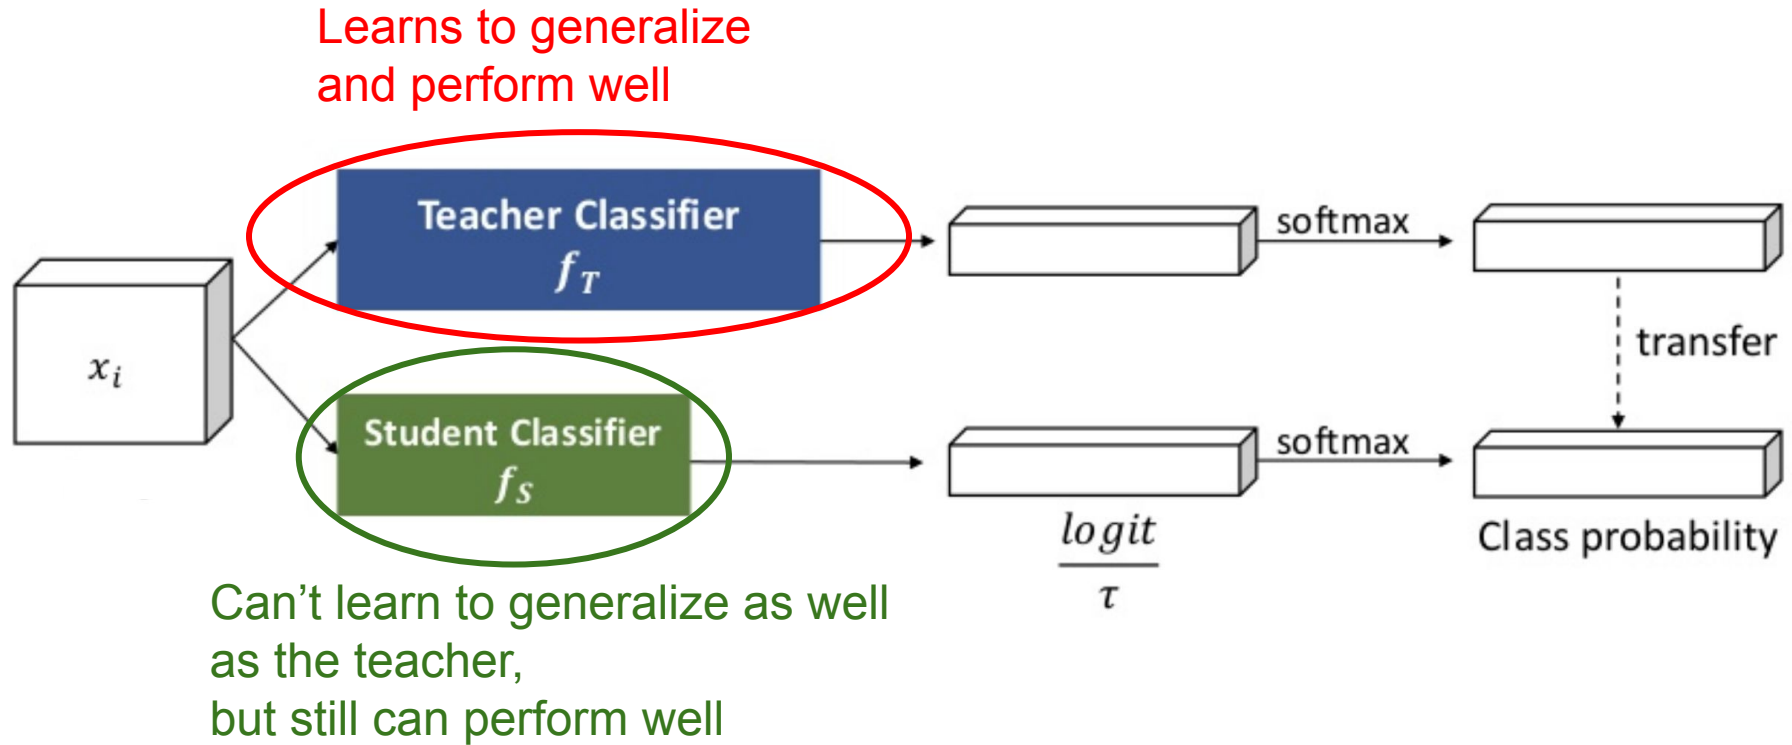 Learns to generalize
and perform well
Teacher Classifier
f_T
softmax
x_i
transfer
Student Classifier
f_S
softmax
logit
τ
Class probability
Can’t learn to generalize as well
as the teacher,
but still can perform well